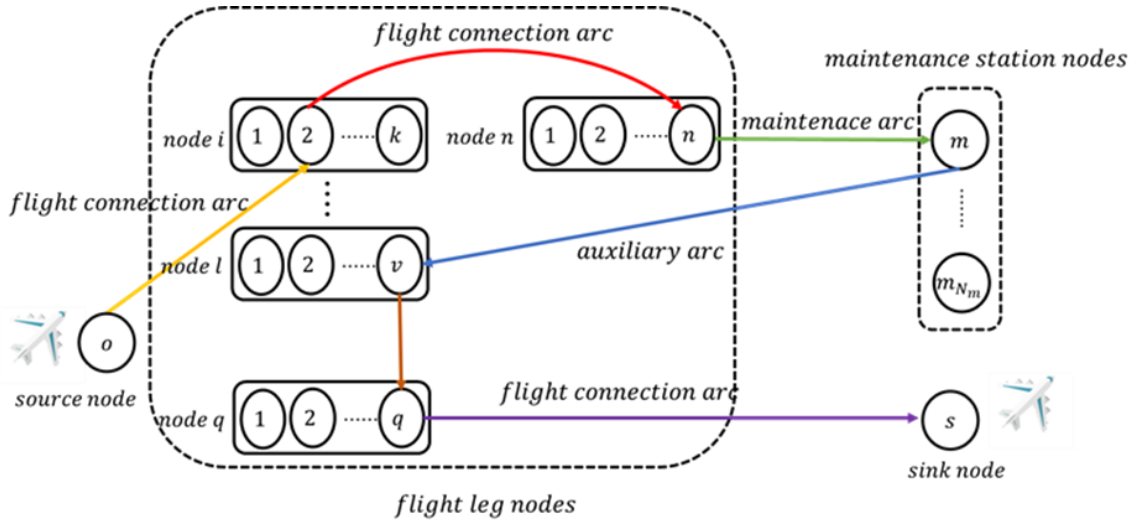 flight connection arc
maintenance station nodes
node i 1 2 ...... k
node n 1 2 ...... n
maintenace arc
m
flight connection arc
node l 1 2 ...... v
auxiliary arc
m_{N_m}
o
source node
flight connection arc
node q 1 2 ...... q
s
sink node
flight leg nodes